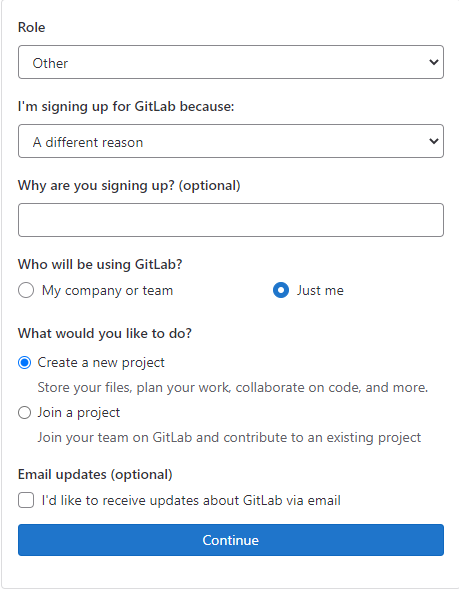 Role
Other
I'm signing up for GitLab because:
A different reason
Why are you signing up? (optional)
Who will be using GitLab?
My company or team
Just me
What would you like to do?
Create a new project
Store your files, plan your work, collaborate on code, and more.
Join a project
Join your team on GitLab and contribute to an existing project
Email updates (optional)
I'd like to receive updates about GitLab via email
Continue